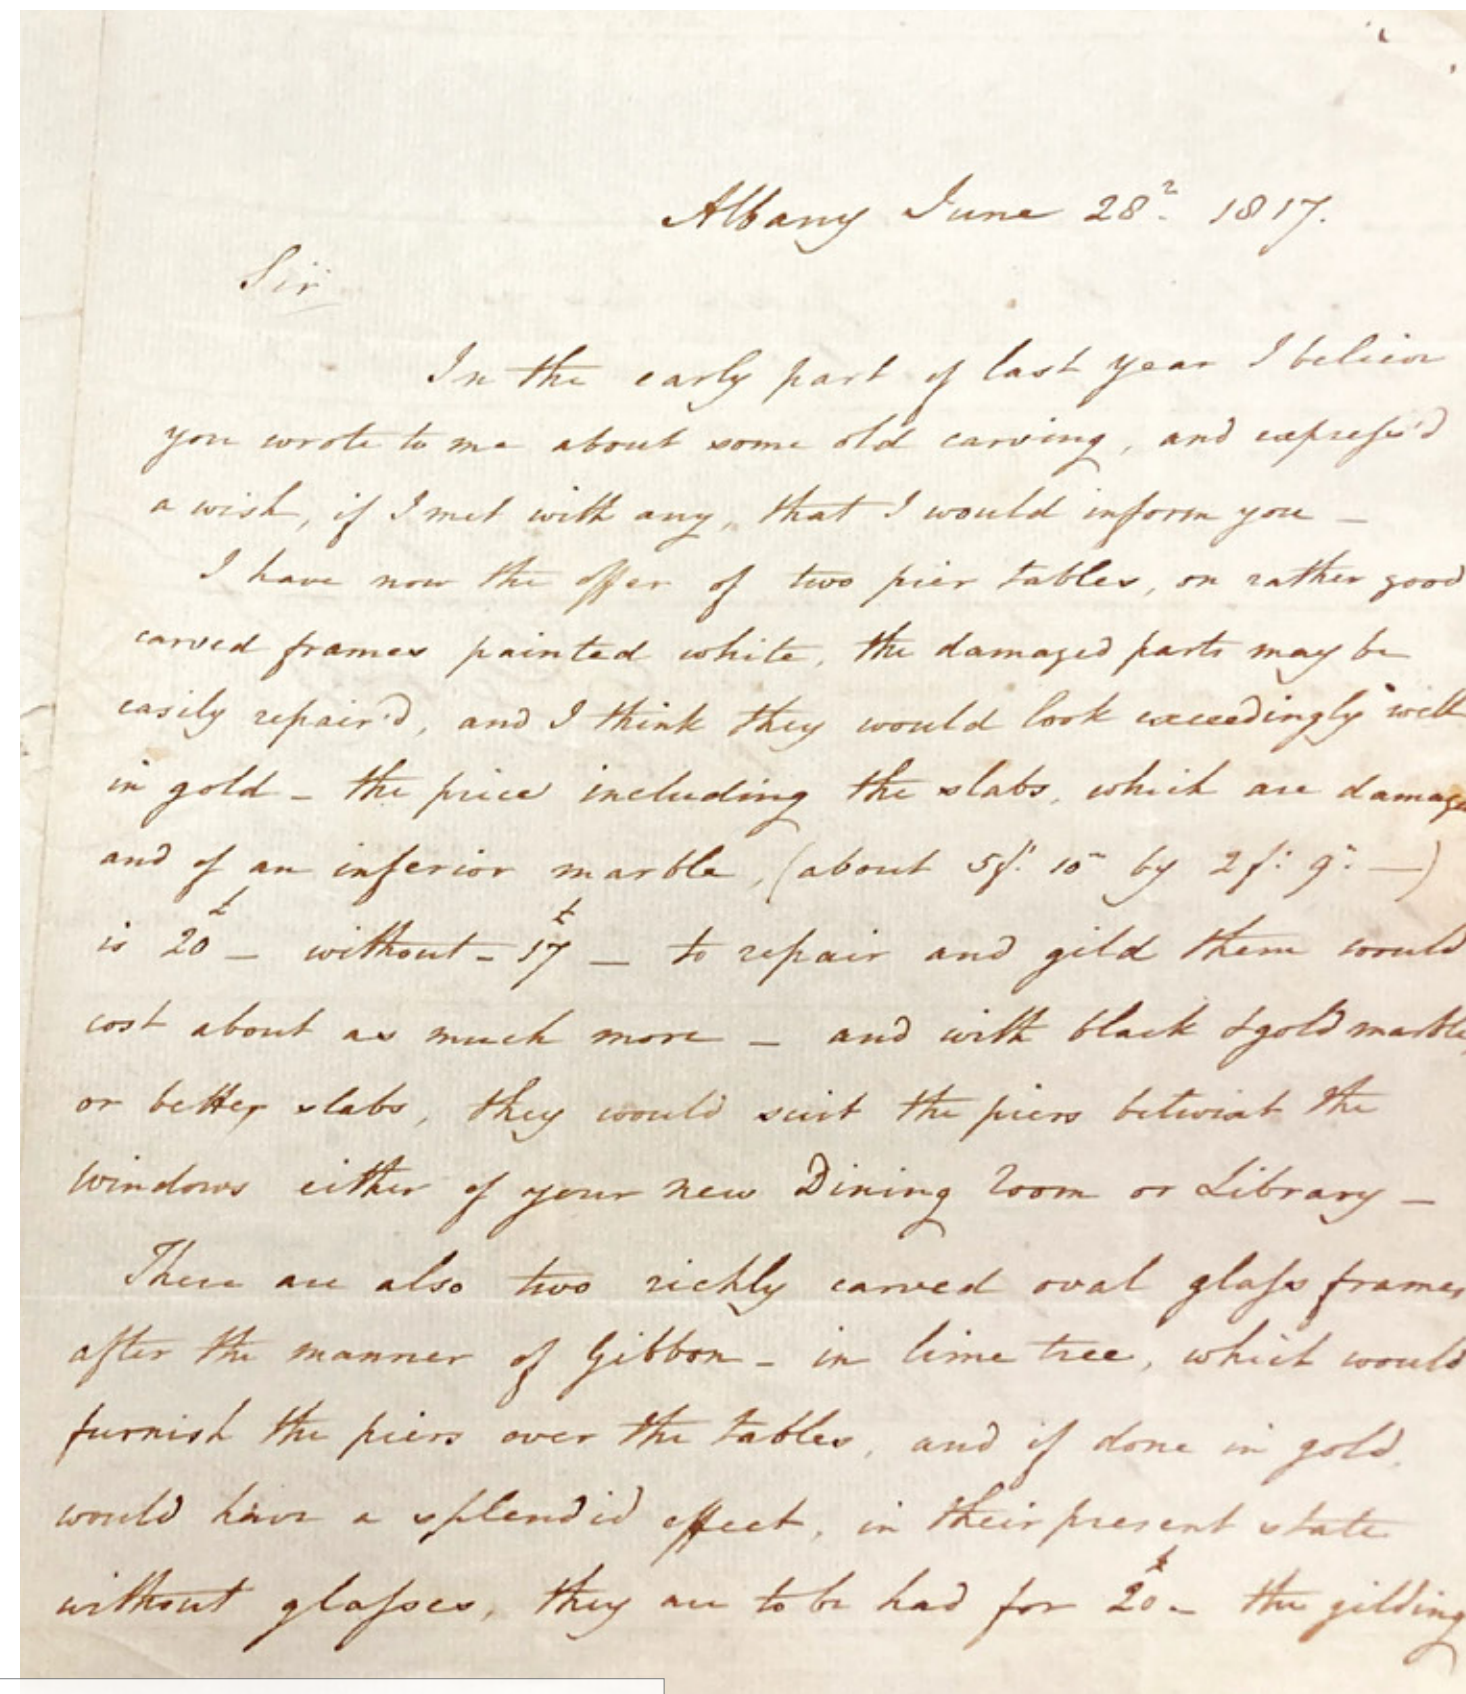 Albany June 28th. 1817.
Sir
In the early part of last year I believe
you wrote to me about some old carving, and express'd
a wish, if I met with any, that I would inform you –
I have now the offer of two pier tables, on rather good
carved frames painted white, the damaged parts may be
easily repair'd, and I think they would look exceedingly well
in gold – the price including the slabs, which are damage
and of an inferior marble, (about 5f: 10" by 2f: 9": —)
is 20£ – without – 17£ – to repair and gild them would
cost about as much more – and with black & gold marble,
or better slabs, they would suit the piers betwixt the
windows either of your new Dining Room or Library –
There are also two richly carved oval glass frames
after the manner of Gibbon – in lime tree, which would
furnish the piers over the tables, and if done in gold,
would have a splendid effect, in their present state
without glasses, they are to be had for 20£ – the gilding